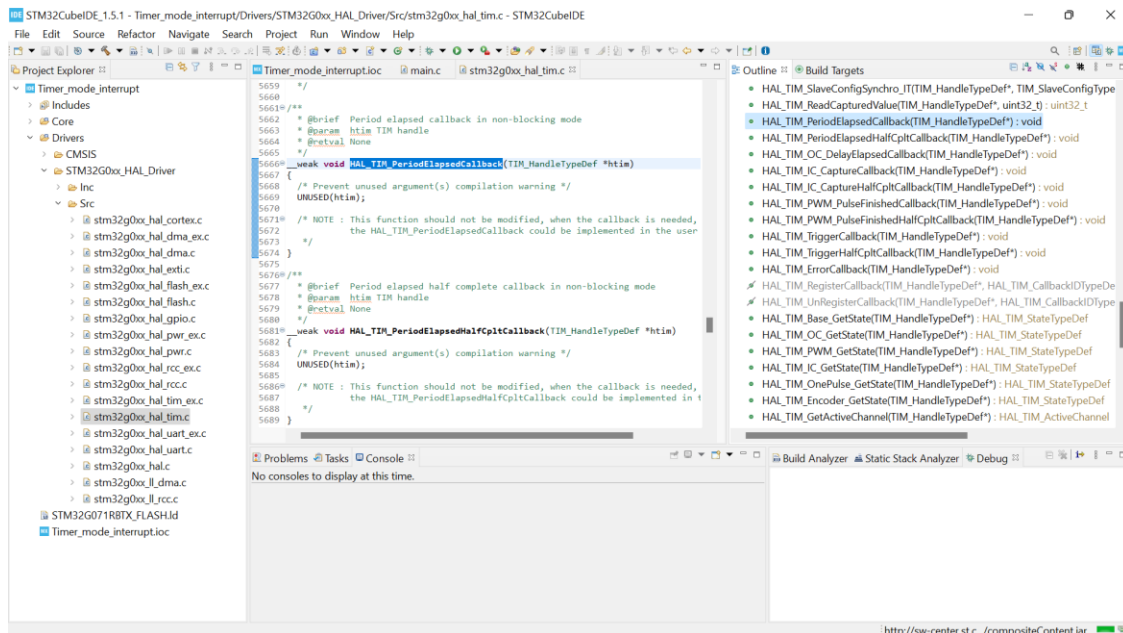 STM32CubeIDE_1.5.1 - Timer_mode_interrupt/Drivers/STM32G0xx_HAL_Driver/Src/stm32g0xx_hal_tim.c - STM32CubeIDE
File Edit Source Refactor Navigate Search Project Run Window Help
Project Explorer
Timer_mode_interrupt
Includes
Core
Drivers
CMSIS
STM32G0xx_HAL_Driver
Inc
Src
stm32g0xx_hal_cortex.c
stm32g0xx_hal_dma_ex.c
stm32g0xx_hal_dma.c
stm32g0xx_hal_exti.c
stm32g0xx_hal_flash_ex.c
stm32g0xx_hal_flash.c
stm32g0xx_hal_gpio.c
stm32g0xx_hal_pwr_ex.c
stm32g0xx_hal_pwr.c
stm32g0xx_hal_rcc_ex.c
stm32g0xx_hal_rcc.c
stm32g0xx_hal_tim_ex.c
stm32g0xx_hal_tim.c
stm32g0xx_hal_uart_ex.c
stm32g0xx_hal_uart.c
stm32g0xx_hal.c
stm32g0xx_ll_dma.c
stm32g0xx_ll_rcc.c
STM32G071RBTX_FLASH.ld
Timer_mode_interrupt.ioc
Timer_mode_interrupt.ioc main.c stm32g0xx_hal_tim.c
5659 */
5660
5661 /**
5662 * @brief Period elapsed callback in non-blocking mode
5663 * @param htim TIM handle
5664 * @retval None
5665 */
5666 __weak void HAL_TIM_PeriodElapsedCallback(TIM_HandleTypeDef *htim)
5667 {
5668 /* Prevent unused argument(s) compilation warning */
5669 UNUSED(htim);
5670
5671 /* NOTE : This function should not be modified, when the callback is needed,
5672 the HAL_TIM_PeriodElapsedCallback could be implemented in the user
5673 */
5674 }
5675
5676 /**
5677 * @brief Period elapsed half complete callback in non-blocking mode
5678 * @param htim TIM handle
5679 * @retval None
5680 */
5681 __weak void HAL_TIM_PeriodElapsedHalfCpltCallback(TIM_HandleTypeDef *htim)
5682 {
5683 /* Prevent unused argument(s) compilation warning */
5684 UNUSED(htim);
5685
5686 /* NOTE : This function should not be modified, when the callback is needed,
5687 the HAL_TIM_PeriodElapsedHalfCpltCallback could be implemented in t
5688 */
5689 }
Problems Tasks Console
No consoles to display at this time.
Outline Build Targets
HAL_TIM_SlaveConfigSynchro_IT(TIM_HandleTypeDef*, TIM_SlaveConfigType
HAL_TIM_ReadCapturedValue(TIM_HandleTypeDef*, uint32_t) : uint32_t
HAL_TIM_PeriodElapsedCallback(TIM_HandleTypeDef*) : void
HAL_TIM_PeriodElapsedHalfCpltCallback(TIM_HandleTypeDef*) : void
HAL_TIM_OC_DelayElapsedCallback(TIM_HandleTypeDef*) : void
HAL_TIM_IC_CaptureCallback(TIM_HandleTypeDef*) : void
HAL_TIM_IC_CaptureHalfCpltCallback(TIM_HandleTypeDef*) : void
HAL_TIM_PWM_PulseFinishedCallback(TIM_HandleTypeDef*) : void
HAL_TIM_PWM_PulseFinishedHalfCpltCallback(TIM_HandleTypeDef*) : void
HAL_TIM_TriggerCallback(TIM_HandleTypeDef*) : void
HAL_TIM_TriggerHalfCpltCallback(TIM_HandleTypeDef*) : void
HAL_TIM_ErrorCallback(TIM_HandleTypeDef*) : void
HAL_TIM_RegisterCallback(TIM_HandleTypeDef*, HAL_TIM_CallbackIDTypeDe
HAL_TIM_UnRegisterCallback(TIM_HandleTypeDef*, HAL_TIM_CallbackIDType
HAL_TIM_Base_GetState(TIM_HandleTypeDef*) : HAL_TIM_StateTypeDef
HAL_TIM_OC_GetState(TIM_HandleTypeDef*) : HAL_TIM_StateTypeDef
HAL_TIM_PWM_GetState(TIM_HandleTypeDef*) : HAL_TIM_StateTypeDef
HAL_TIM_IC_GetState(TIM_HandleTypeDef*) : HAL_TIM_StateTypeDef
HAL_TIM_OnePulse_GetState(TIM_HandleTypeDef*) : HAL_TIM_StateTypeDef
HAL_TIM_Encoder_GetState(TIM_HandleTypeDef*) : HAL_TIM_StateTypeDef
HAL_TIM_GetActiveChannel(TIM_HandleTypeDef*) : HAL_TIM_ActiveChannel
Build Analyzer Static Stack Analyzer Debug
http://sw-center.st.c.../compositeContent.jar